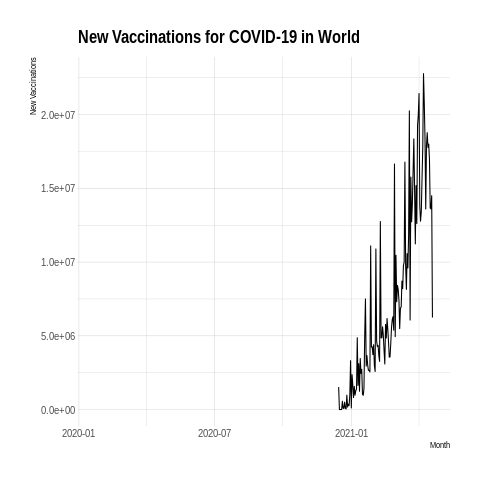 New Vaccinations for COVID-19 in World
New Vaccinations
2.0e+07
1.5e+07
1.0e+07
5.0e+06
0.0e+00
2020-01 2020-07 2021-01
Month